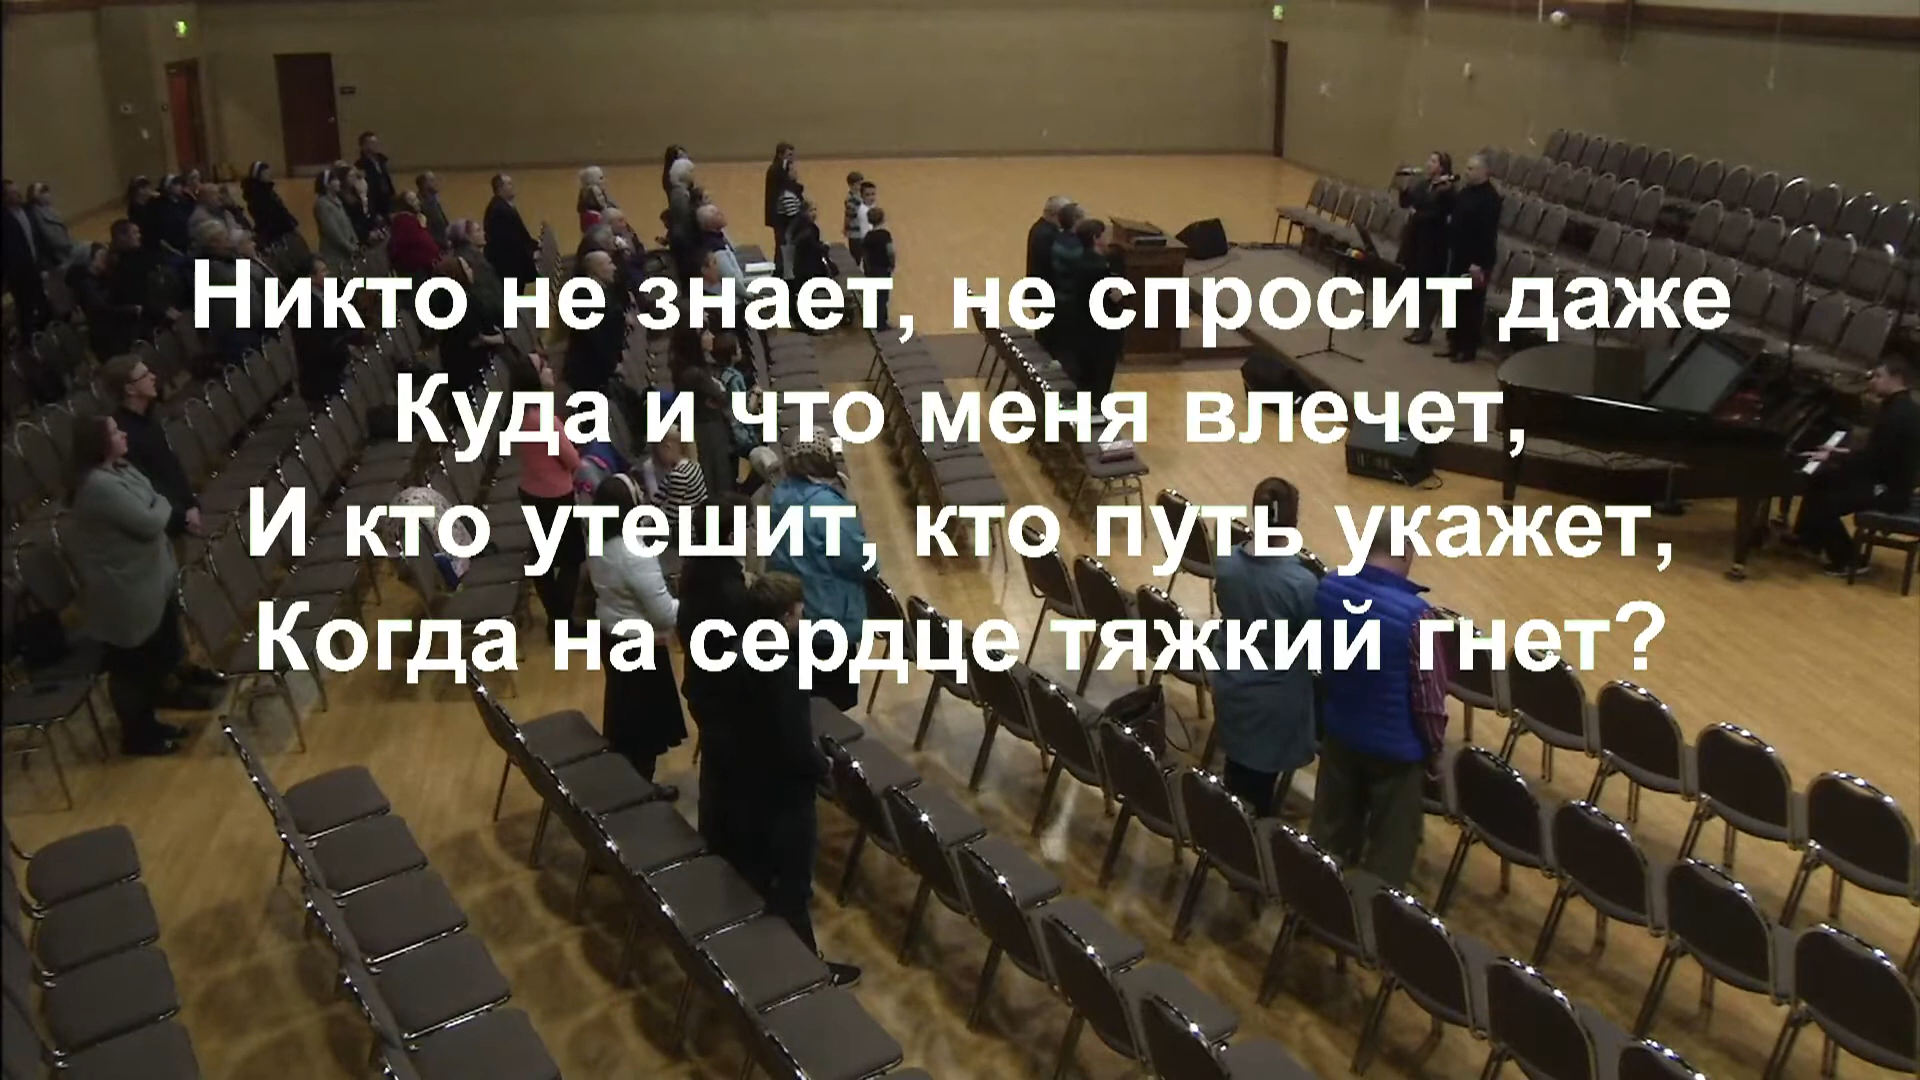 Никто не знает, не спросит даже
Куда и что меня влечет,
И кто утешит, кто путь укажет,
Когда на сердце тяжкий гнет?